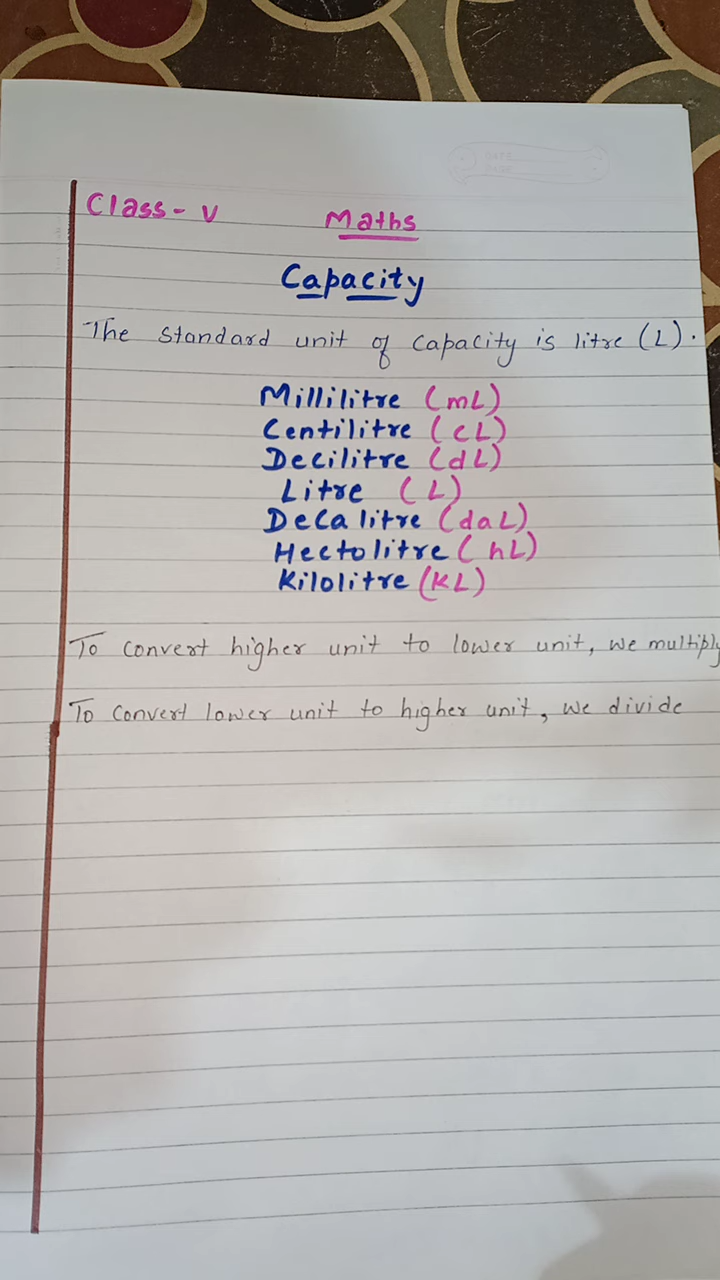 Class- V Maths
Capacity
The standard unit of capacity is litre (L).
Millilitre (mL)
Centilitre (cL)
Decilitre (dL)
Litre (L)
Decalitre (daL)
Hectolitre (hL)
Kilolitre (KL)
To convert higher unit to lower unit, we multiply
To convert lower unit to higher unit, we divide